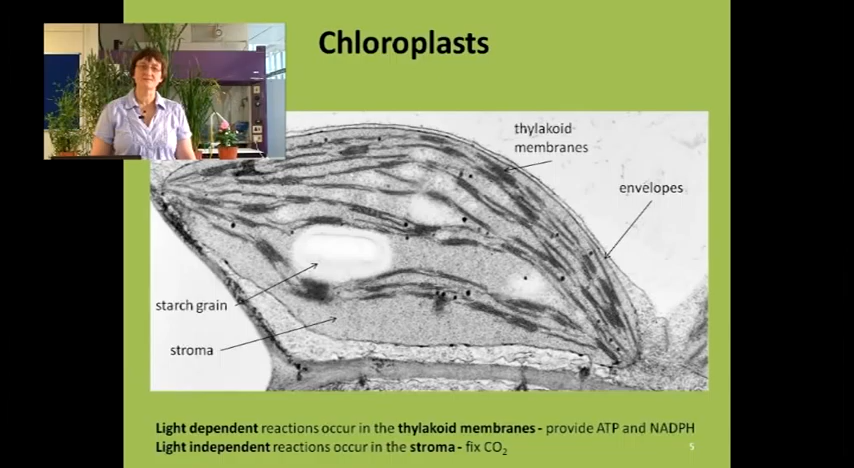 Chloroplasts
thylakoid
membranes
envelopes
starch grain
stroma
Light dependent reactions occur in the thylakoid membranes - provide ATP and NADPH
Light independent reactions occur in the stroma - fix CO₂
5